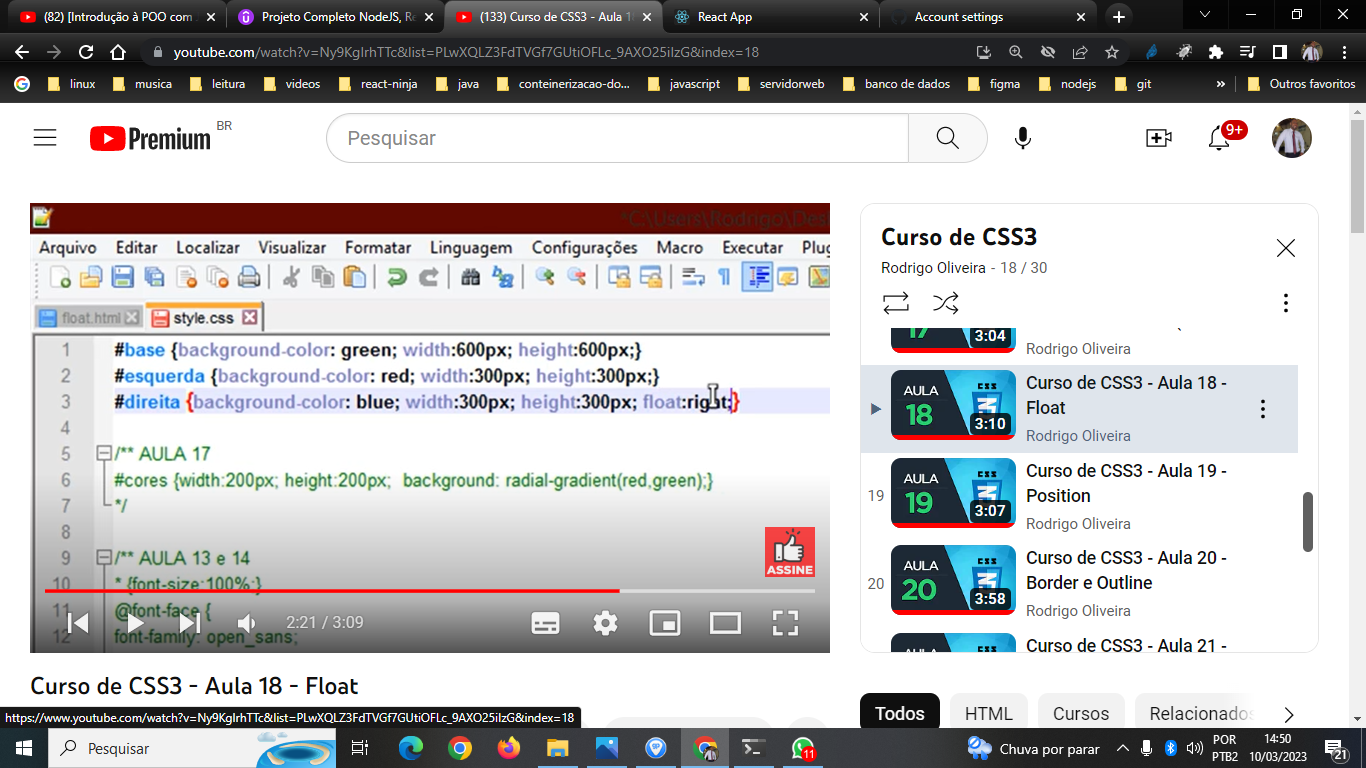 (82) [Introdução à POO com
Projeto Completo NodeJS, Re
(133) Curso de CSS3 - Aula 18
React App
Account settings
youtube.com/watch?v=Ny9KgIrhTTc&list=PLwXQLZ3FdTVGf7GUtiOFLc_9AXO25iIzG&index=18
linux
musica
leitura
videos
react-ninja
java
conteinerizacao-do...
javascript
servidorweb
banco de dados
figma
nodejs
git
»
Outros favoritos
Premium BR
Pesquisar
9+
*C:\Users\Rodrigo\Des
Arquivo Editar Localizar Visualizar Formatar Linguagem Configurações Macro Executar Plug
float.html style.css
1 #base {background-color: green; width:600px; height:600px;}
2 #esquerda {background-color: red; width:300px; height:300px;}
3 #direita {background-color: blue; width:300px; height:300px; float:right;}
4
5 /** AULA 17
6 #cores {width:200px; height:200px; background: radial-gradient(red,green);}
7 */
8
9 /** AULA 13 e 14
10 * {font-size:100%;}
11 @font-face {
12 font-family: open_sans;
ASSINE
2:21 / 3:09
Curso de CSS3 - Aula 18 - Float
Curso de CSS3
Rodrigo Oliveira - 18 / 30
17
3:04
Rodrigo Oliveira
AULA
18
3:10
Curso de CSS3 - Aula 18 -
Float
Rodrigo Oliveira
19
AULA
19
CSS
3:07
Curso de CSS3 - Aula 19 -
Position
Rodrigo Oliveira
20
AULA
20
CSS
3:58
Curso de CSS3 - Aula 20 -
Border e Outline
Rodrigo Oliveira
AULA
CSS
Curso de CSS3 - Aula 21 -
Todos
HTML
Cursos
Relacionados
https://www.youtube.com/watch?v=Ny9KgIrhTTc&list=PLwXQLZ3FdTVGf7GUtiOFLc_9AXO25iIzG&index=18
Pesquisar
11
Chuva por parar
POR
PTB2
14:50
10/03/2023
21